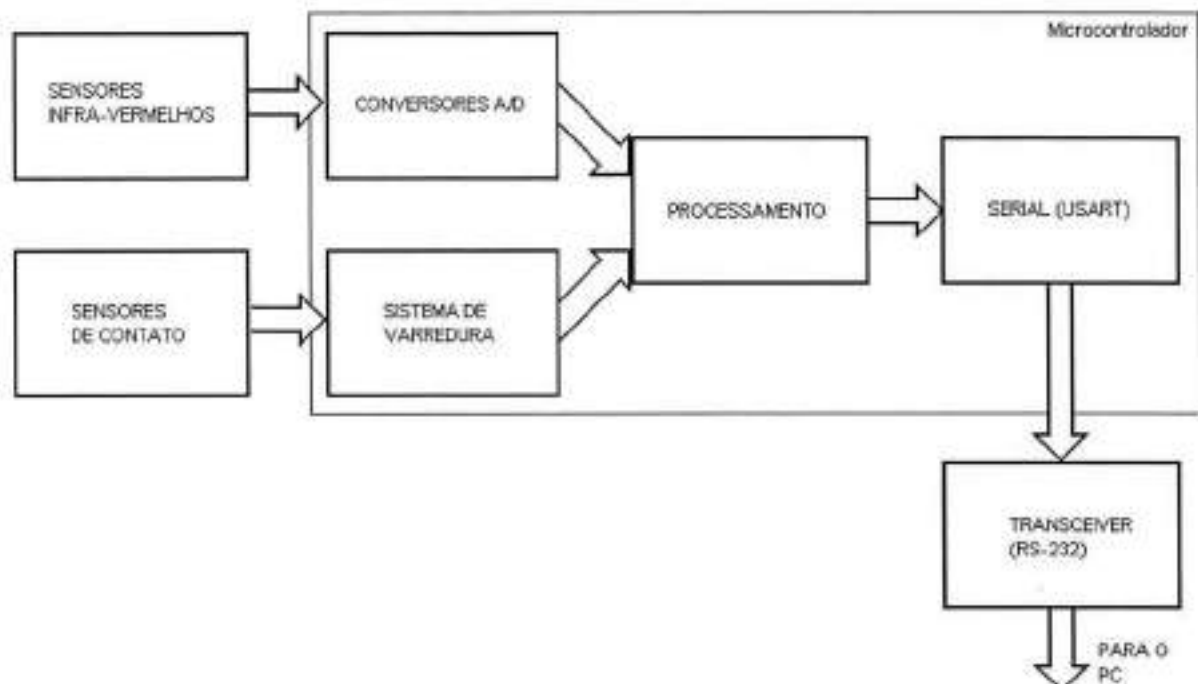 Microcontrolador
SENSORES
INFRA-VERMELHOS
CONVERSORES A/D
PROCESSAMENTO
SERIAL (USART)
SENSORES
DE CONTATO
SISTEMA DE
VARREDURA
TRANSCEIVER
(RS-232)
PARA O
PC